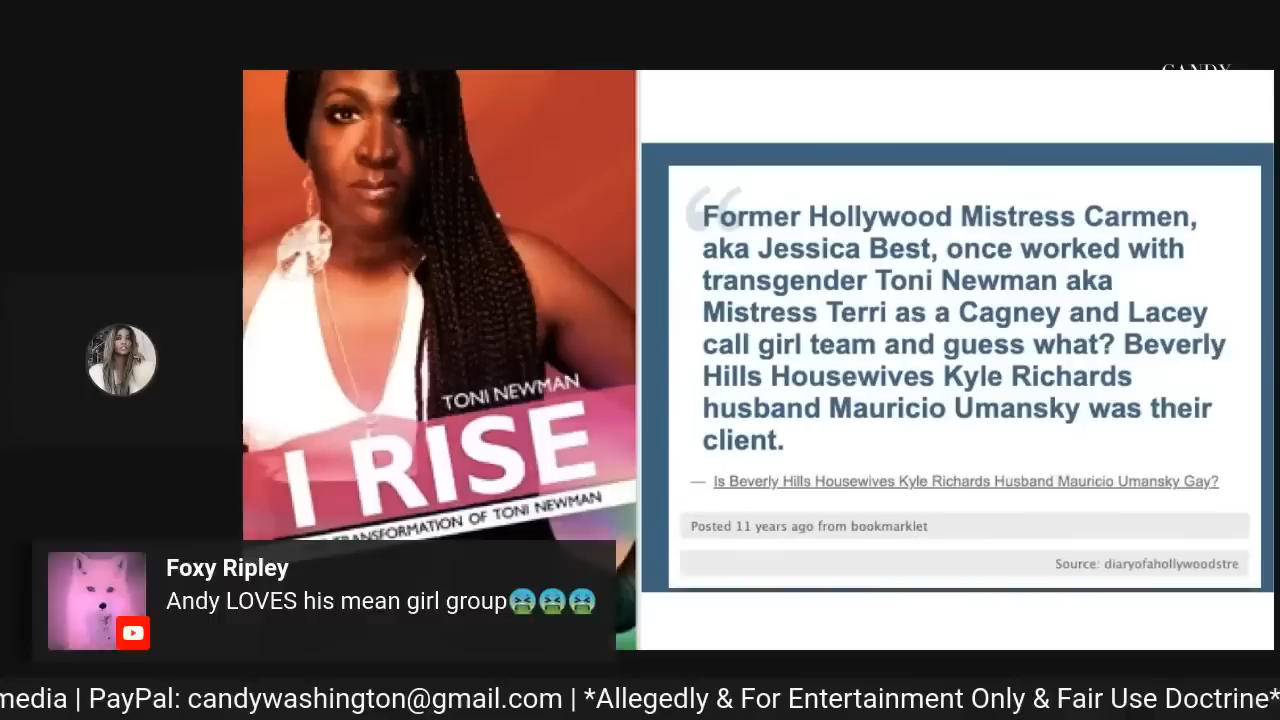 CANDY
Former Hollywood Mistress Carmen,
aka Jessica Best, once worked with
transgender Toni Newman aka
Mistress Terri as a Cagney and Lacey
call girl team and guess what? Beverly
Hills Housewives Kyle Richards
husband Mauricio Umansky was their
client.
— Is Beverly Hills Housewives Kyle Richards Husband Mauricio Umansky Gay?
Posted 11 years ago from bookmarklet
Source: diaryofahollywoodstre
TONI NEWMAN
I RISE
TRANSFORMATION OF TONI NEWMAN
Foxy Ripley
Andy LOVES his mean girl group🤮🤮🤮
media | PayPal: candywashington@gmail.com | *Allegedly & For Entertainment Only & Fair Use Doctrine*